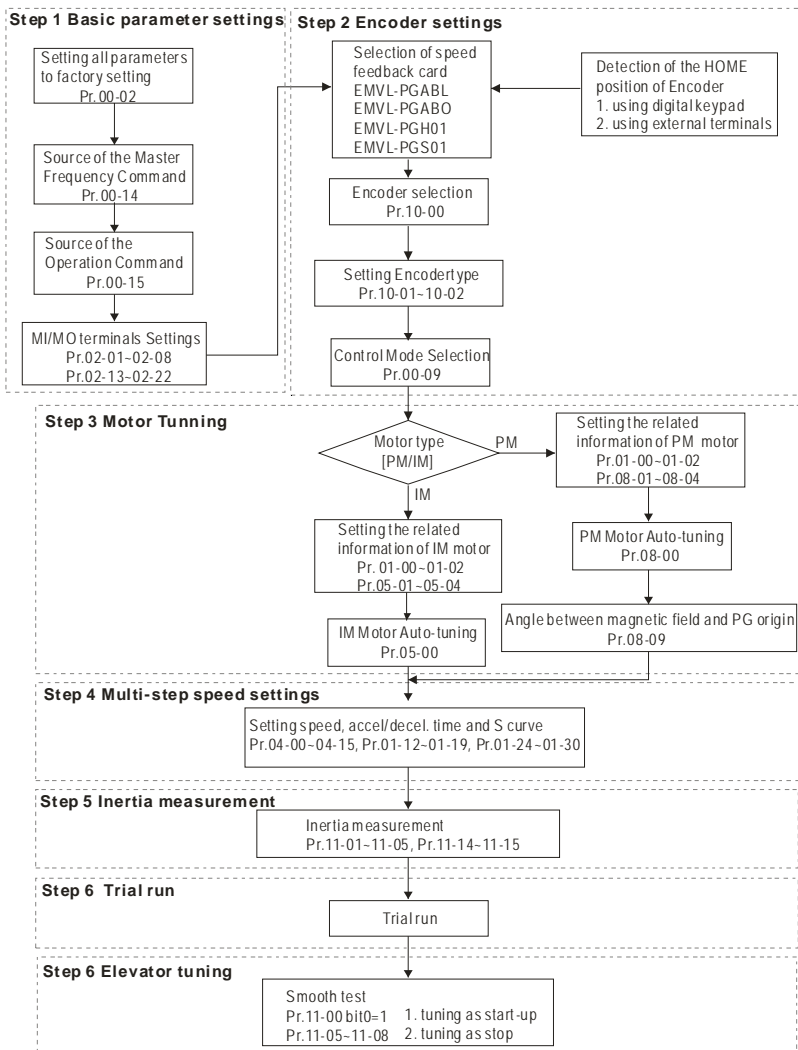 Step 1 Basic parameter settings
Setting all parameters
to factory setting
Pr.00-02
Source of the Master
Frequency Command
Pr.00-14
Source of the
Operation Command
Pr.00-15
MI/MO terminals Settings
Pr.02-01~02-08
Pr.02-13~02-22
Step 2 Encoder settings
Selection of speed
feedback card
EMVL-PGABL
EMVL-PGABO
EMVL-PGH01
EMVL-PGS01
Detection of the HOME
position of Encoder
1. using digital keypad
2. using external terminals
Encoder selection
Pr.10-00
Setting Encodertype
Pr.10-01~10-02
Control Mode Selection
Pr.00-09
Step 3 Motor Tunning
Motor type
[PM/IM]
PM
IM
Setting the related
information of PM motor
Pr.01-00~01-02
Pr.08-01~08-04
Setting the related
information of IM motor
Pr. 01-00~01-02
Pr.05-01~05-04
PM Motor Auto-tuning
Pr.08-00
IM Motor Auto-tuning
Pr.05-00
Angle between magnetic field and PG origin
Pr.08-09
Step 4 Multi-step speed settings
Setting speed, accel/decel. time and S curve
Pr.04-00~04-15, Pr.01-12~01-19, Pr.01-24~01-30
Step 5 Inertia measurement
Inertia measurement
Pr.11-01~11-05, Pr.11-14~11-15
Step 6 Trial run
Trial run
Step 6 Elevator tuning
Smooth test
Pr.11-00 bit0=1 1. tuning as start-up
Pr.11-05~11-08 2. tuning as stop